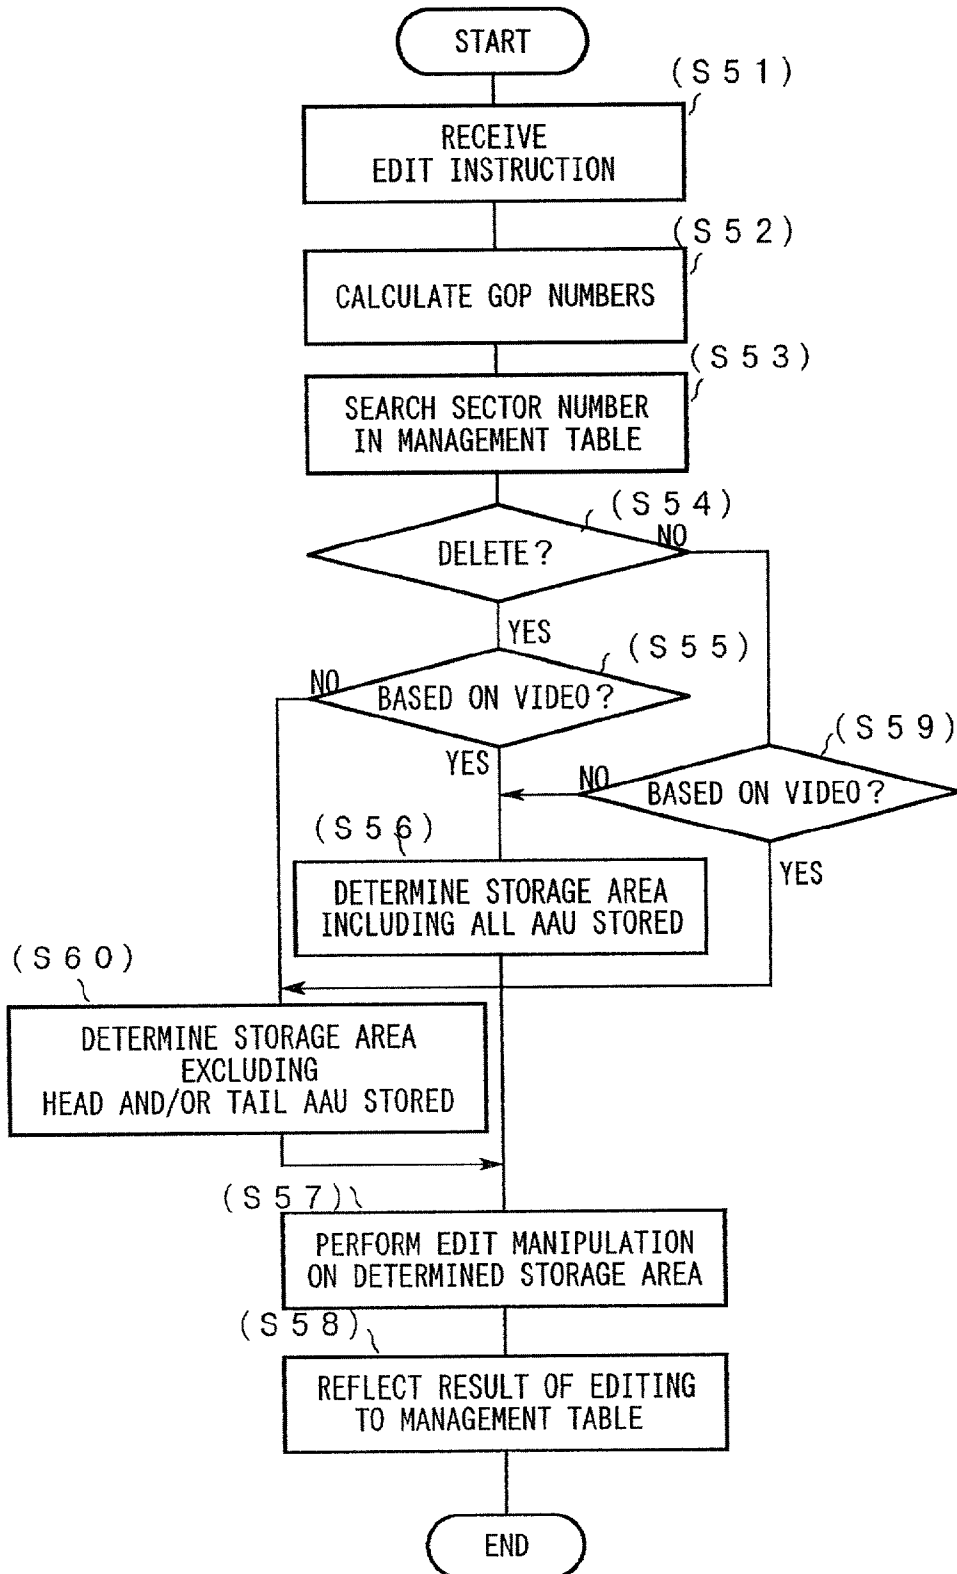 START
(S51)
RECEIVE
EDIT INSTRUCTION
(S52)
CALCULATE GOP NUMBERS
(S53)
SEARCH SECTOR NUMBER
IN MANAGEMENT TABLE
(S54)
DELETE?
NO
YES
(S55)
NO
BASED ON VIDEO?
YES
(S59)
NO
BASED ON VIDEO?
YES
(S56)
DETERMINE STORAGE AREA
INCLUDING ALL AAU STORED
(S60)
DETERMINE STORAGE AREA
EXCLUDING
HEAD AND/OR TAIL AAU STORED
(S57)
PERFORM EDIT MANIPULATION
ON DETERMINED STORAGE AREA
(S58)
REFLECT RESULT OF EDITING
TO MANAGEMENT TABLE
END